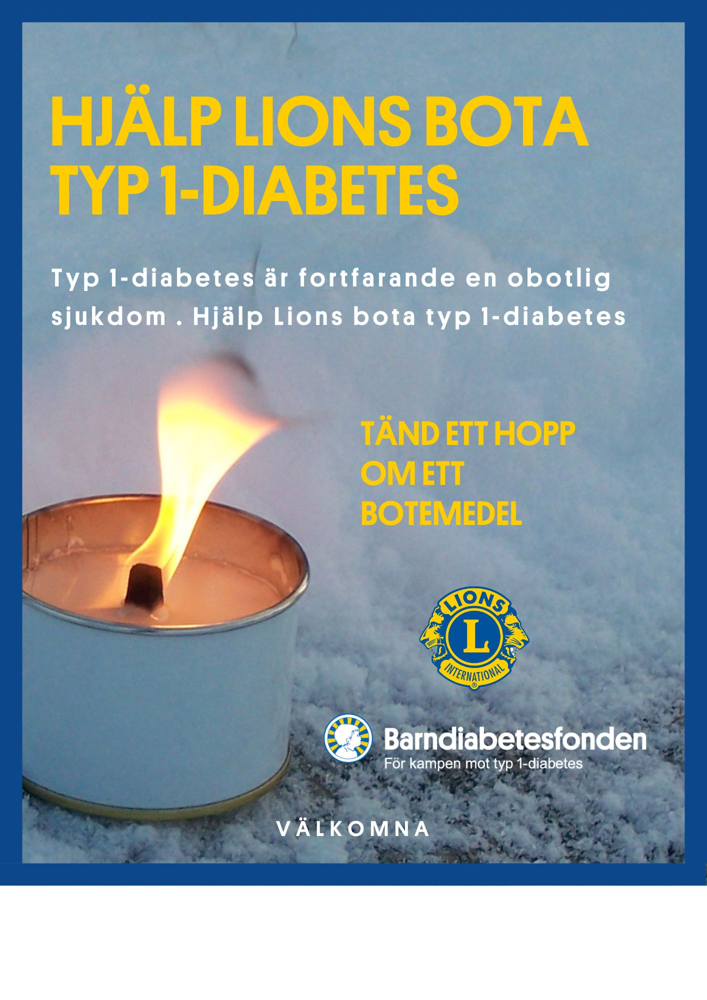 HJÄLP LIONS BOTA
TYP 1-DIABETES
Typ 1-diabetes är fortfarande en obotlig
sjukdom . Hjälp Lions bota typ 1-diabetes
TÄND ETT HOPP
OM ETT
BOTEMEDEL
LIONS
L
INTERNATIONAL
®
Barndiabetesfonden
För kampen mot typ 1-diabetes
VÄLKOMNA